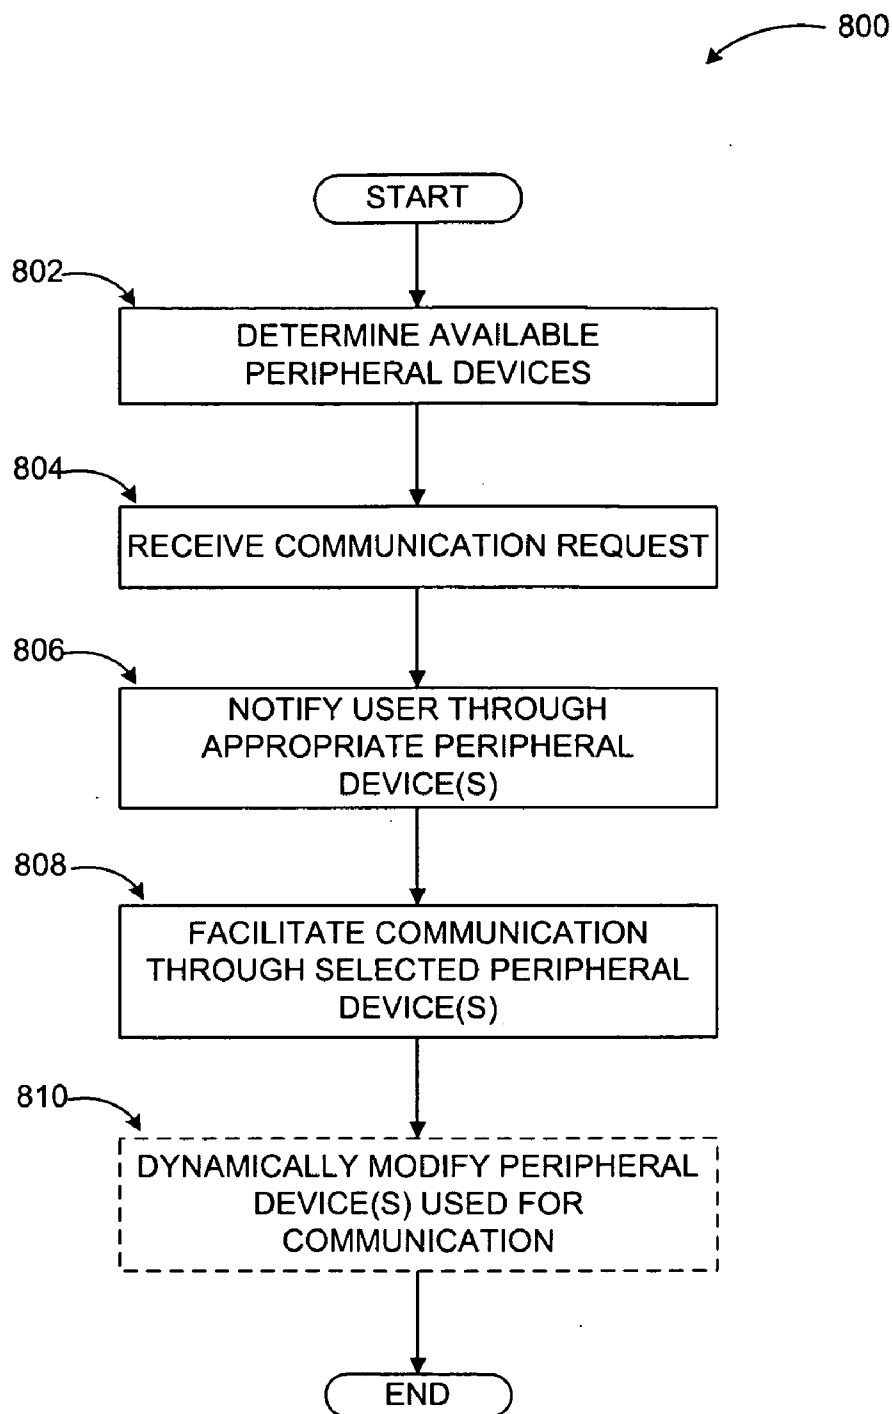 800
START
802
DETERMINE AVAILABLE
PERIPHERAL DEVICES
804
RECEIVE COMMUNICATION REQUEST
806
NOTIFY USER THROUGH
APPROPRIATE PERIPHERAL
DEVICE(S)
808
FACILITATE COMMUNICATION
THROUGH SELECTED PERIPHERAL
DEVICE(S)
810
DYNAMICALLY MODIFY PERIPHERAL
DEVICE(S) USED FOR
COMMUNICATION
END